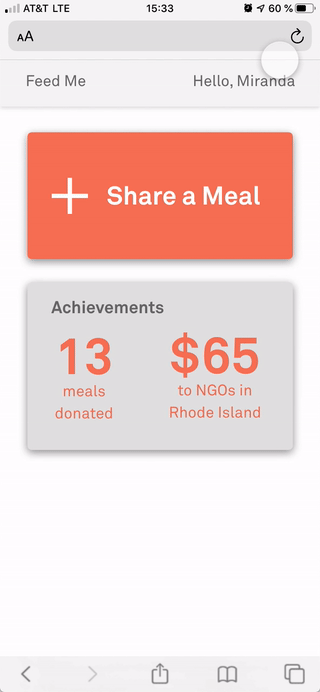 AT&T LTE 15:33 60 %
AA
Feed Me Hello, Miranda
Share a Meal
Achievements
13 $65
meals to NGOs in
donated Rhode Island